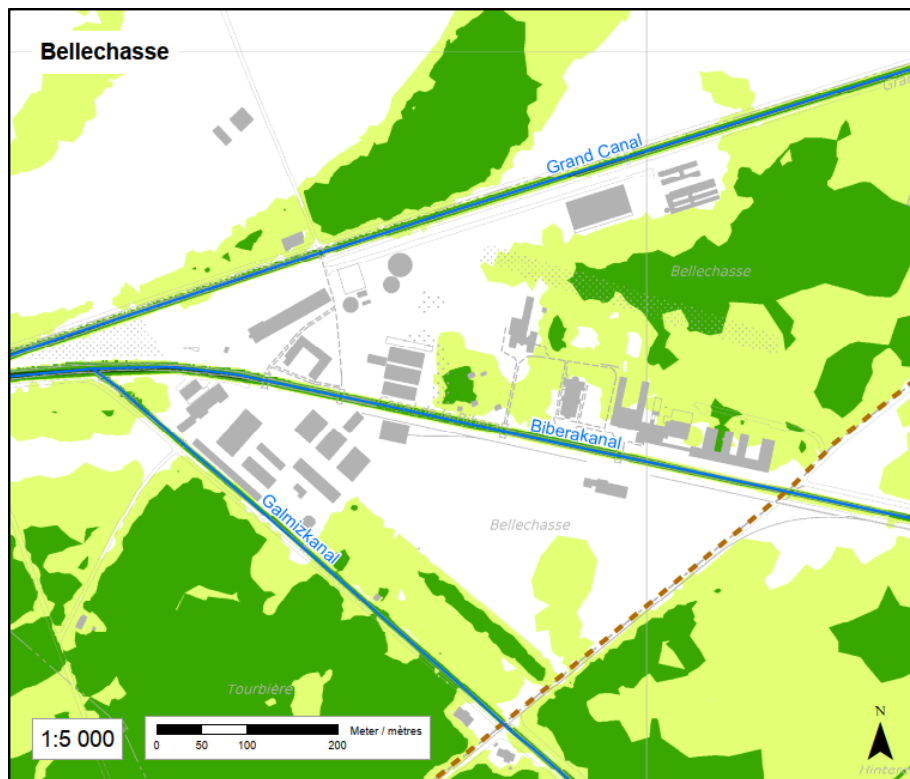 Bellechasse
Grand Canal
Bellechasse
Biberakanal
Galmizkanal
Bellechasse
Tourbière
1:5 000
Meter / mètres
0 50 100 200
N